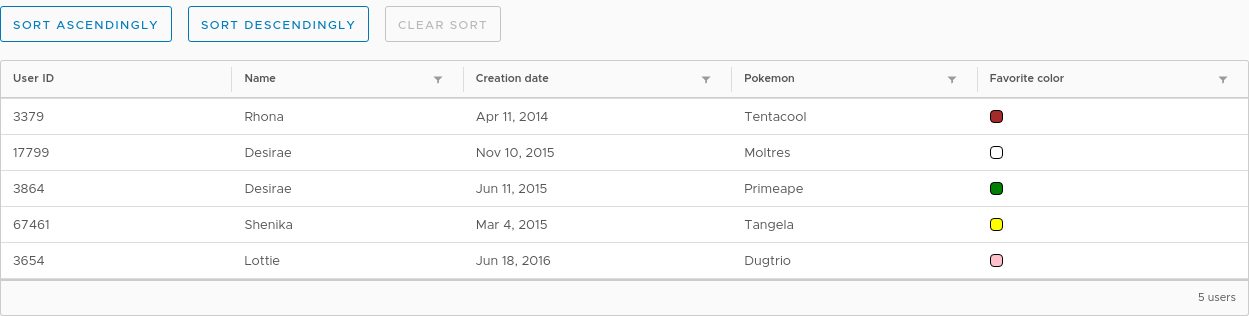 SORT ASCENDINGLY SORT DESCENDINGLY CLEAR SORT
User ID Name Creation date Pokemon Favorite color
3379 Rhona Apr 11, 2014 Tentacool
17799 Desirae Nov 10, 2015 Moltres
3864 Desirae Jun 11, 2015 Primeape
67461 Shenika Mar 4, 2015 Tangela
3654 Lottie Jun 18, 2016 Dugtrio
5 users